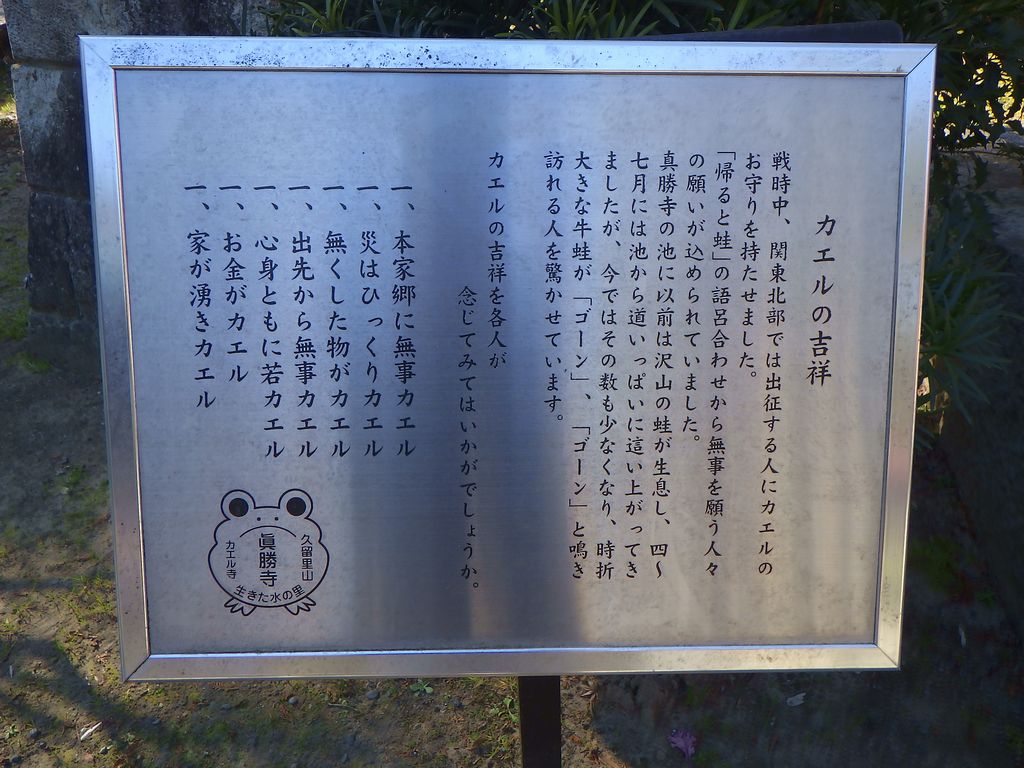 カエルの吉祥
戦時中、関東北部では出征する人にカエルの
お守りを持たせました。
「帰ると蛙」の語呂合わせから無事を願う人々
の願いが込められていました。
真勝寺の池に以前は沢山の蛙が生息し、四〜
七月には池から道いっぱいに這い上がってき
ましたが、今ではその数も少なくなり、時折
大きな牛蛙が「ゴーン」、「ゴーン」と鳴き
訪れる人を驚かせています。
カエルの吉祥を各人が
念じてみてはいかがでしょうか。
一、本家郷に無事カエル
一、災はひっくりカエル
一、無くした物がカエル
一、出先から無事カエル
一、心身ともに若カエル
一、お金がカエル
一、家が湧きカエル
久留里山
眞勝寺
カエル寺
生きた水の里